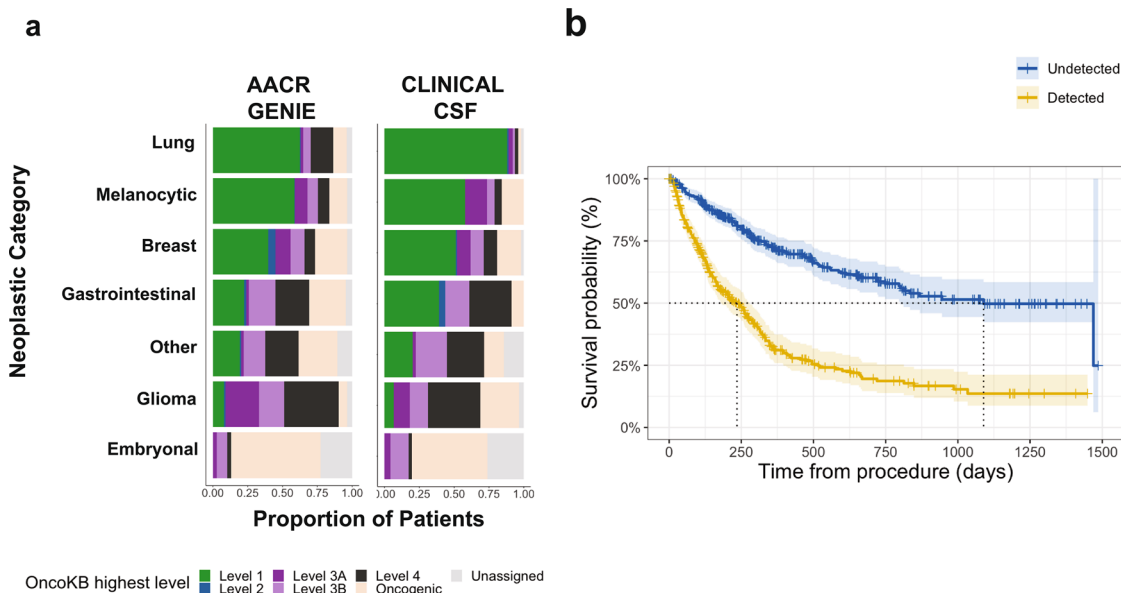 a
AACR
GENIE
CLINICAL
CSF
Neoplastic Category
Lung
Melanocytic
Breast
Gastrointestinal
Other
Glioma
Embryonal
0.00 0.25 0.50 0.75 1.00
0.00 0.25 0.50 0.75 1.00
Proportion of Patients
OncoKB highest level
Level 1 Level 3A Level 4 Unassigned
Level 2 Level 3B Oncogenic
b
Undetected
Detected
Survival probability (%)
100%
75%
50%
25%
0%
0 250 500 750 1000 1250 1500
Time from procedure (days)